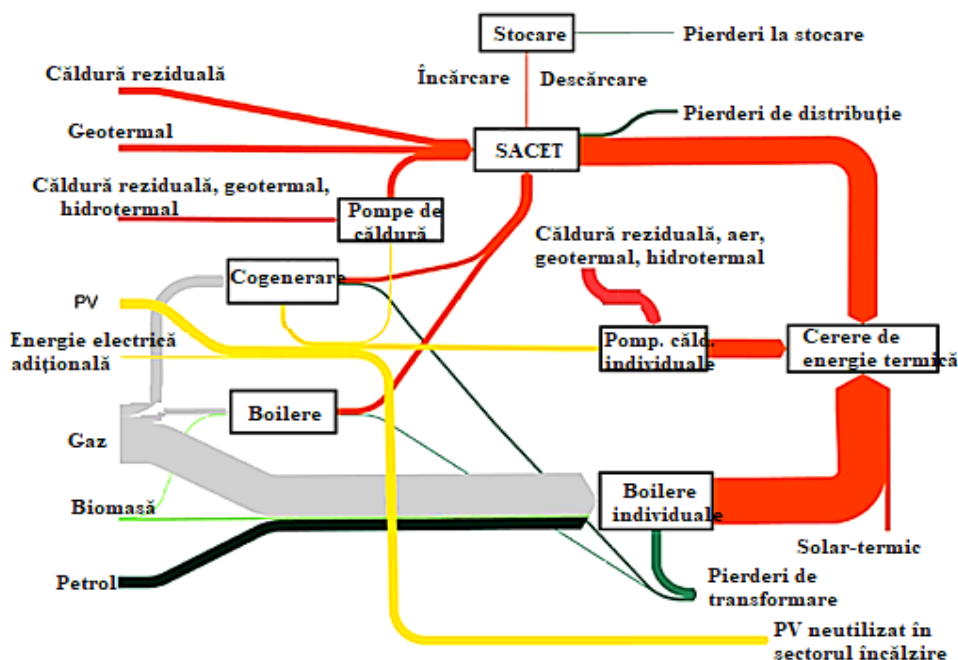 Stocare
Pierderi la stocare
Căldură reziduală
Încărcare
Descărcare
Geotermal
Pierderi de distribuție
SACET
Căldură reziduală, geotermal,
hidrotermal
Pompe de
căldură
Căldură reziduală, aer,
geotermal, hidrotermal
Cogenerare
PV
Energie electrică
adițională
Pomp. căld.
individuale
Cerere de
energie termică
Boilere
Gaz
Biomasă
Boilere
individuale
Solar-termic
Petrol
Pierderi de
transformare
PV neutilizat în
sectorul încălzire